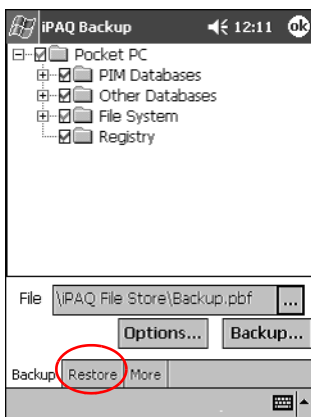 iPAQ Backup 12:11 ok
Pocket PC
PIM Databases
Other Databases
File System
Registry
File \iPAQ File Store\Backup.pbf ...
Options... Backup...
Backup Restore More